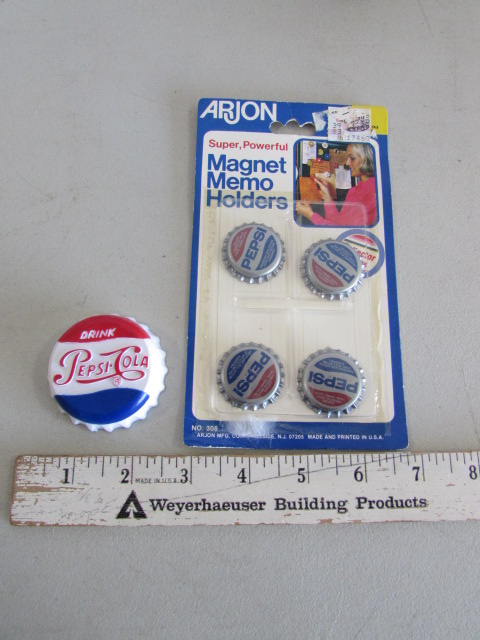 ARJON
Super, Powerful
Magnet
Memo
Holders
PEPSI
PEPSI
PEPSI
PEPSI
DRINK
PEPSI-COLA
®
NO. 308
ARJON MFG. N.J. 07205 MADE AND PRINTED IN U.S.A.
1 2 3 4 5 6 7 8
MADE IN U.S.A.
Weyerhaeuser Building Products